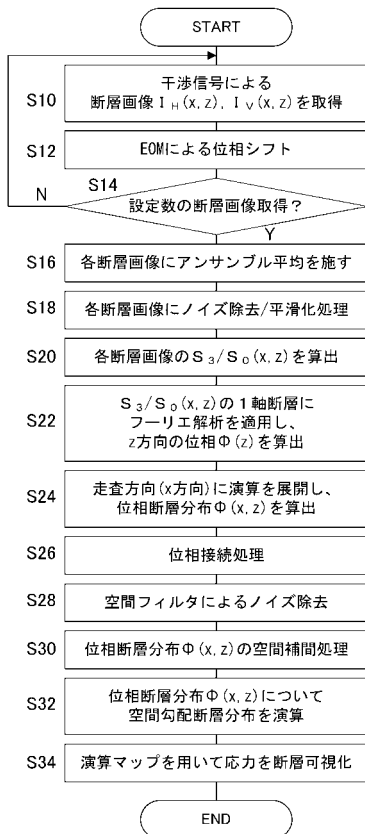 START
S10
干渉信号による
断層画像 I H(x, z), I V(x, z)を取得
S12
EOMによる位相シフト
S14
N
設定数の断層画像取得？
Y
S16
各断層画像にアンサンブル平均を施す
S18
各断層画像にノイズ除去/平滑化処理
S20
各断層画像のS3/S0(x, z)を算出
S22
S3/S0(x, z)の1軸断層に
フーリエ解析を適用し、
z方向の位相Φ(z)を算出
S24
走査方向(x方向)に演算を展開し、
位相断層分布Φ(x, z)を算出
S26
位相接続処理
S28
空間フィルタによるノイズ除去
S30
位相断層分布Φ(x, z)の空間補間処理
S32
位相断層分布Φ(x, z)について
空間勾配断層分布を演算
S34
演算マップを用いて応力を断層可視化
END